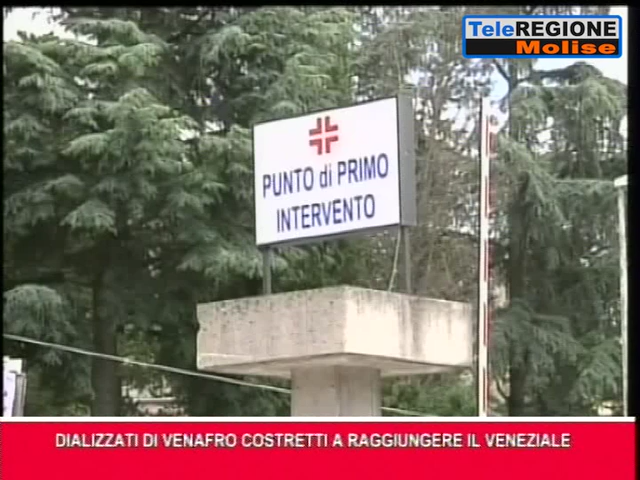 TeleREGIONE
Molise
PUNTO di PRIMO
INTERVENTO
DIALIZZATI DI VENAFRO COSTRETTI A RAGGIUNGERE IL VENEZIALE